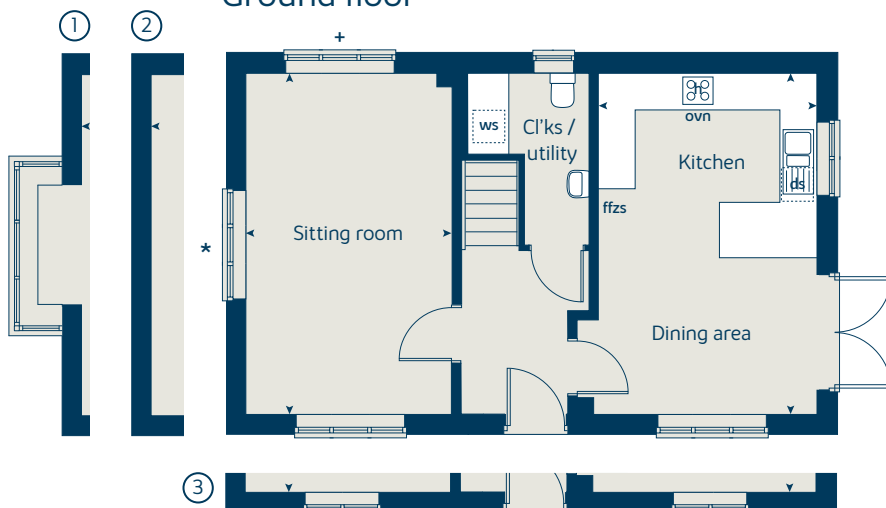 Ground floor
1
2
+
ws
Cl'ks /
utility
h
ovn
Kitchen
ds
ffzs
*
Sitting room
Dining area
3